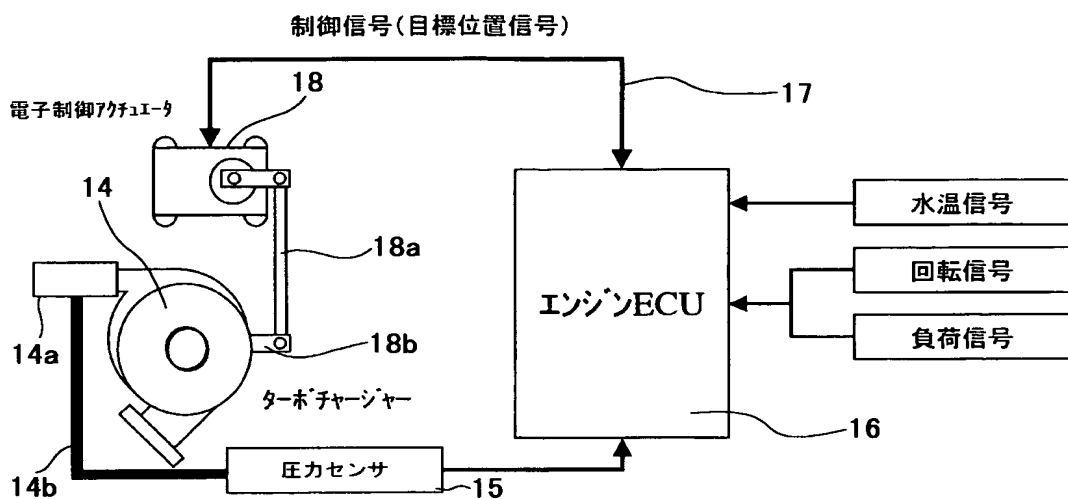 制御信号(目標位置信号)
電子制御ｱｸﾁｭｴｰﾀ
18
17
14
水温信号
18a
回転信号
エンジンECU
負荷信号
14a
18b
ﾀｰﾎﾞﾁｬｰｼﾞｬｰ
16
圧力センサ
14b
15